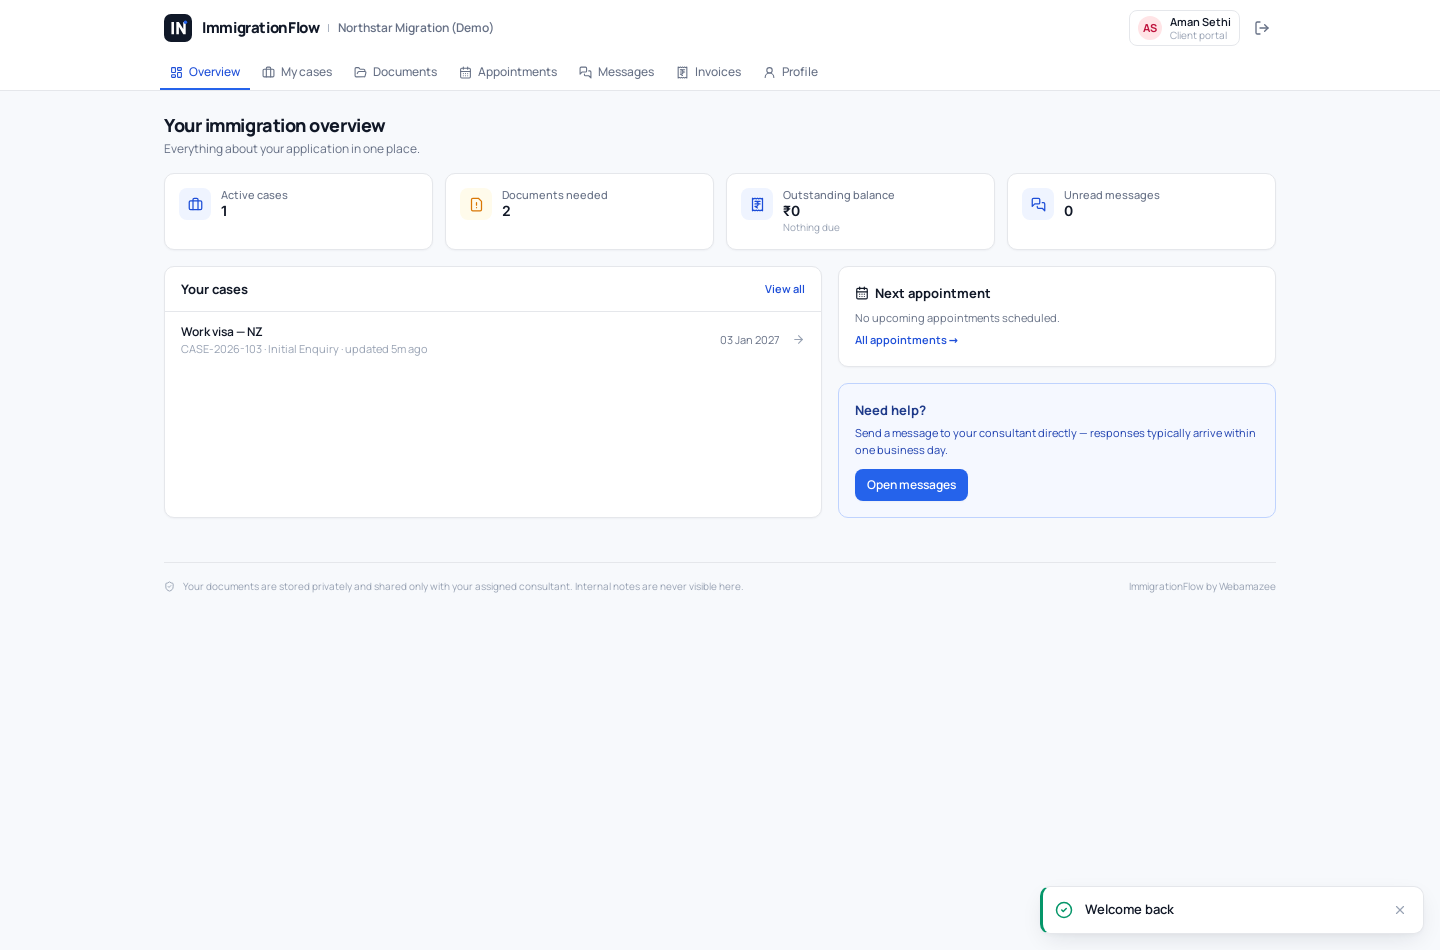 IN ImmigrationFlow | Northstar Migration (Demo)
AS Aman Sethi
Client portal
Overview My cases Documents Appointments Messages Invoices Profile
Your immigration overview
Everything about your application in one place.
Active cases
1
Documents needed
2
Outstanding balance
₹0
Nothing due
Unread messages
0
Your cases View all
Work visa — NZ
CASE-2026-103 · Initial Enquiry · updated 5m ago
03 Jan 2027 →
Next appointment
No upcoming appointments scheduled.
All appointments →
Need help?
Send a message to your consultant directly — responses typically arrive within
one business day.
Open messages
Your documents are stored privately and shared only with your assigned consultant. Internal notes are never visible here.
ImmigrationFlow by Webamazee
Welcome back